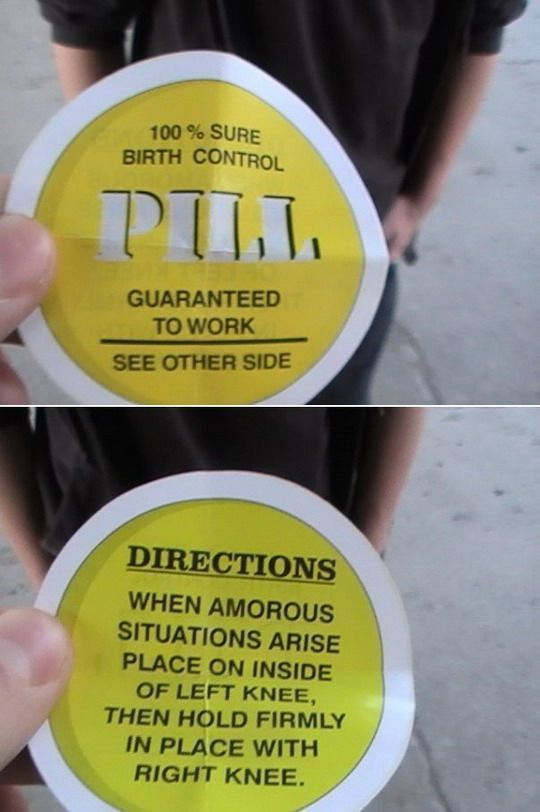 100 % SURE
BIRTH CONTROL
PILL
GUARANTEED
TO WORK
SEE OTHER SIDE
DIRECTIONS
WHEN AMOROUS
SITUATIONS ARISE
PLACE ON INSIDE
OF LEFT KNEE,
THEN HOLD FIRMLY
IN PLACE WITH
RIGHT KNEE.